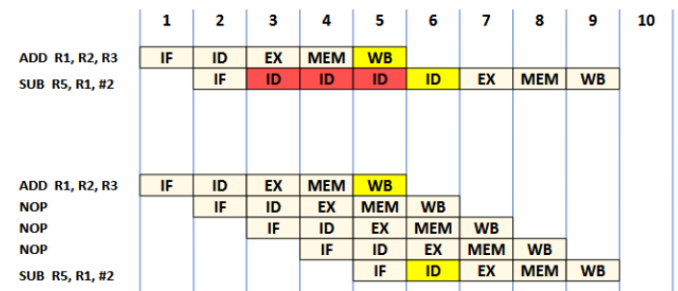 1 2 3 4 5 6 7 8 9 10
ADD R1, R2, R3 IF ID EX MEM WB
SUB R5, R1, #2 IF ID ID ID ID EX MEM WB
ADD R1, R2, R3 IF ID EX MEM WB
NOP IF ID EX MEM WB
NOP IF ID EX MEM WB
NOP IF ID EX MEM WB
SUB R5, R1, #2 IF ID EX MEM WB